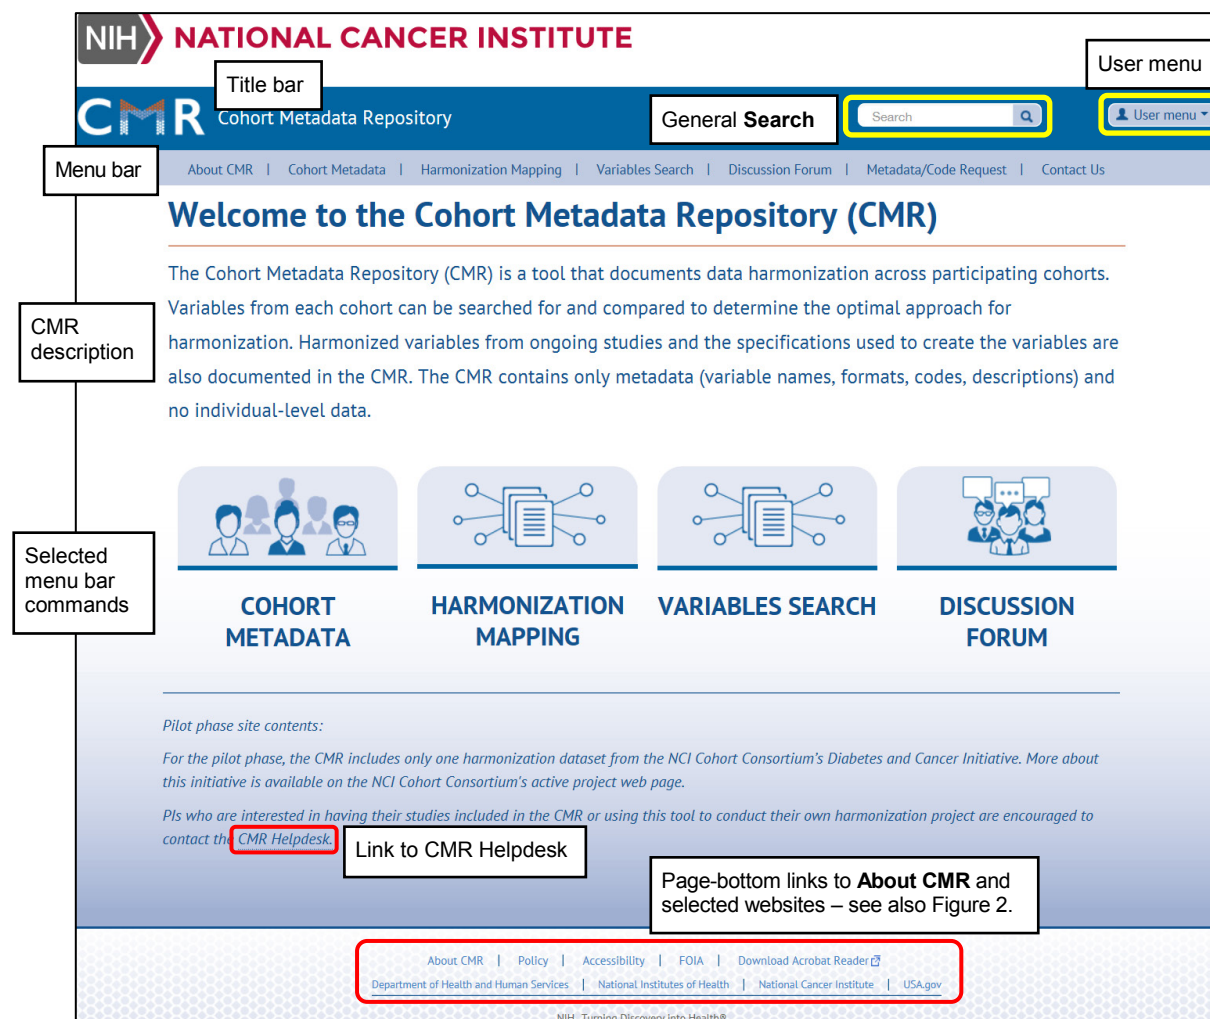 NIH NATIONAL CANCER INSTITUTE
Title bar
User menu
CMR Cohort Metadata Repository
General Search
Search
User menu
Menu bar
About CMR | Cohort Metadata | Harmonization Mapping | Variables Search | Discussion Forum | Metadata/Code Request | Contact Us
Welcome to the Cohort Metadata Repository (CMR)
The Cohort Metadata Repository (CMR) is a tool that documents data harmonization across participating cohorts.
Variables from each cohort can be searched for and compared to determine the optimal approach for
harmonization. Harmonized variables from ongoing studies and the specifications used to create the variables are
also documented in the CMR. The CMR contains only metadata (variable names, formats, codes, descriptions) and
no individual-level data.
CMR
description
Selected
menu bar
commands
COHORT
METADATA
HARMONIZATION
MAPPING
VARIABLES SEARCH
DISCUSSION
FORUM
Pilot phase site contents:
For the pilot phase, the CMR includes only one harmonization dataset from the NCI Cohort Consortium's Diabetes and Cancer Initiative. More about
this initiative is available on the NCI Cohort Consortium's active project web page.
PIs who are interested in having their studies included in the CMR or using this tool to conduct their own harmonization project are encouraged to
contact the CMR Helpdesk.
Link to CMR Helpdesk
Page-bottom links to About CMR and
selected websites – see also Figure 2.
About CMR | Policy | Accessibility | FOIA | Download Acrobat Reader
Department of Health and Human Services | National Institutes of Health | National Cancer Institute | USA.gov
NIH...Turning Discovery Into Health®